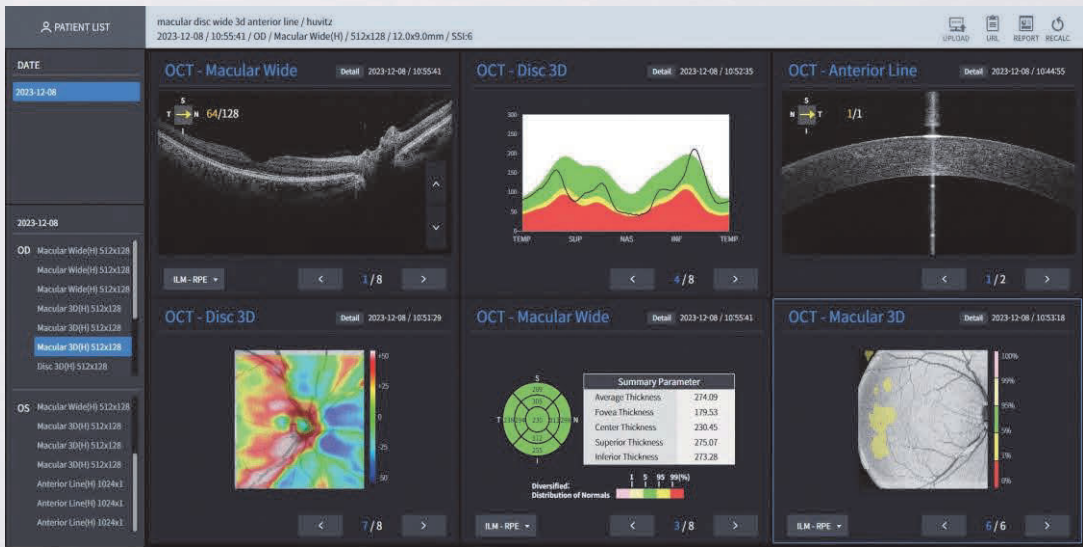 PATIENT LIST
macular disc wide 3d anterior line / huvitz
2023-12-08 / 10:55:41 / OD / Macular Wide(H) / 512x128 / 12.0x9.0mm / SSI:6
UPLOAD URL REPORT RECALC
DATE
2023-12-08
2023-12-08
OD Macular Wide(H) 512x128
Macular Wide(H) 512x128
Macular Wide(H) 512x128
Macular 3D(H) 512x128
Macular 3D(H) 512x128
Macular 3D(H) 512x128
Disc 3D(H) 512x128
OS Macular Wide(H) 512x128
Macular 3D(H) 512x128
Macular 3D(H) 512x128
Macular 3D(H) 512x128
Anterior Line(H) 1024x1
Anterior Line(H) 1024x1
Anterior Line(H) 1024x1
OCT - Macular Wide Detail 2023-12-08 / 10:55:41
S
T N 64/128
I
ILM - RPE
< 1/8 >
OCT - Disc 3D Detail 2023-12-08 / 10:52:35
300
250
200
150
100
50
0
TEMP SUP NAS INF TEMP
< 4/8 >
OCT - Anterior Line Detail 2023-12-08 / 10:44:55
S
N T 1/1
I
< 1/2 >
OCT - Disc 3D Detail 2023-12-08 / 10:51:29
+50
+25
0
-25
-50
< 7/8 >
OCT - Macular Wide Detail 2023-12-08 / 10:55:41
S
T N
I
230
Summary Parameter
Average Thickness 274.09
Fovea Thickness 179.53
Center Thickness 230.45
Superior Thickness 275.07
Inferior Thickness 273.28
Diversified:
Distribution of Normals
1 5 95 99(%)
ILM - RPE
< 3/8 >
OCT - Macular 3D Detail 2023-12-08 / 10:53:18
100%
99%
95%
5%
1%
0%
ILM - RPE
< 6/6 >